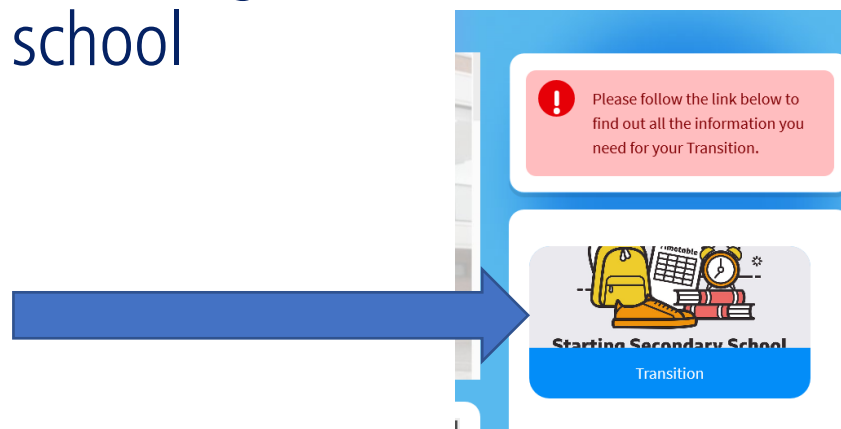 school
Please follow the link below to
find out all the information you
need for your Transition.
Timetable
Starting Secondary School
Transition